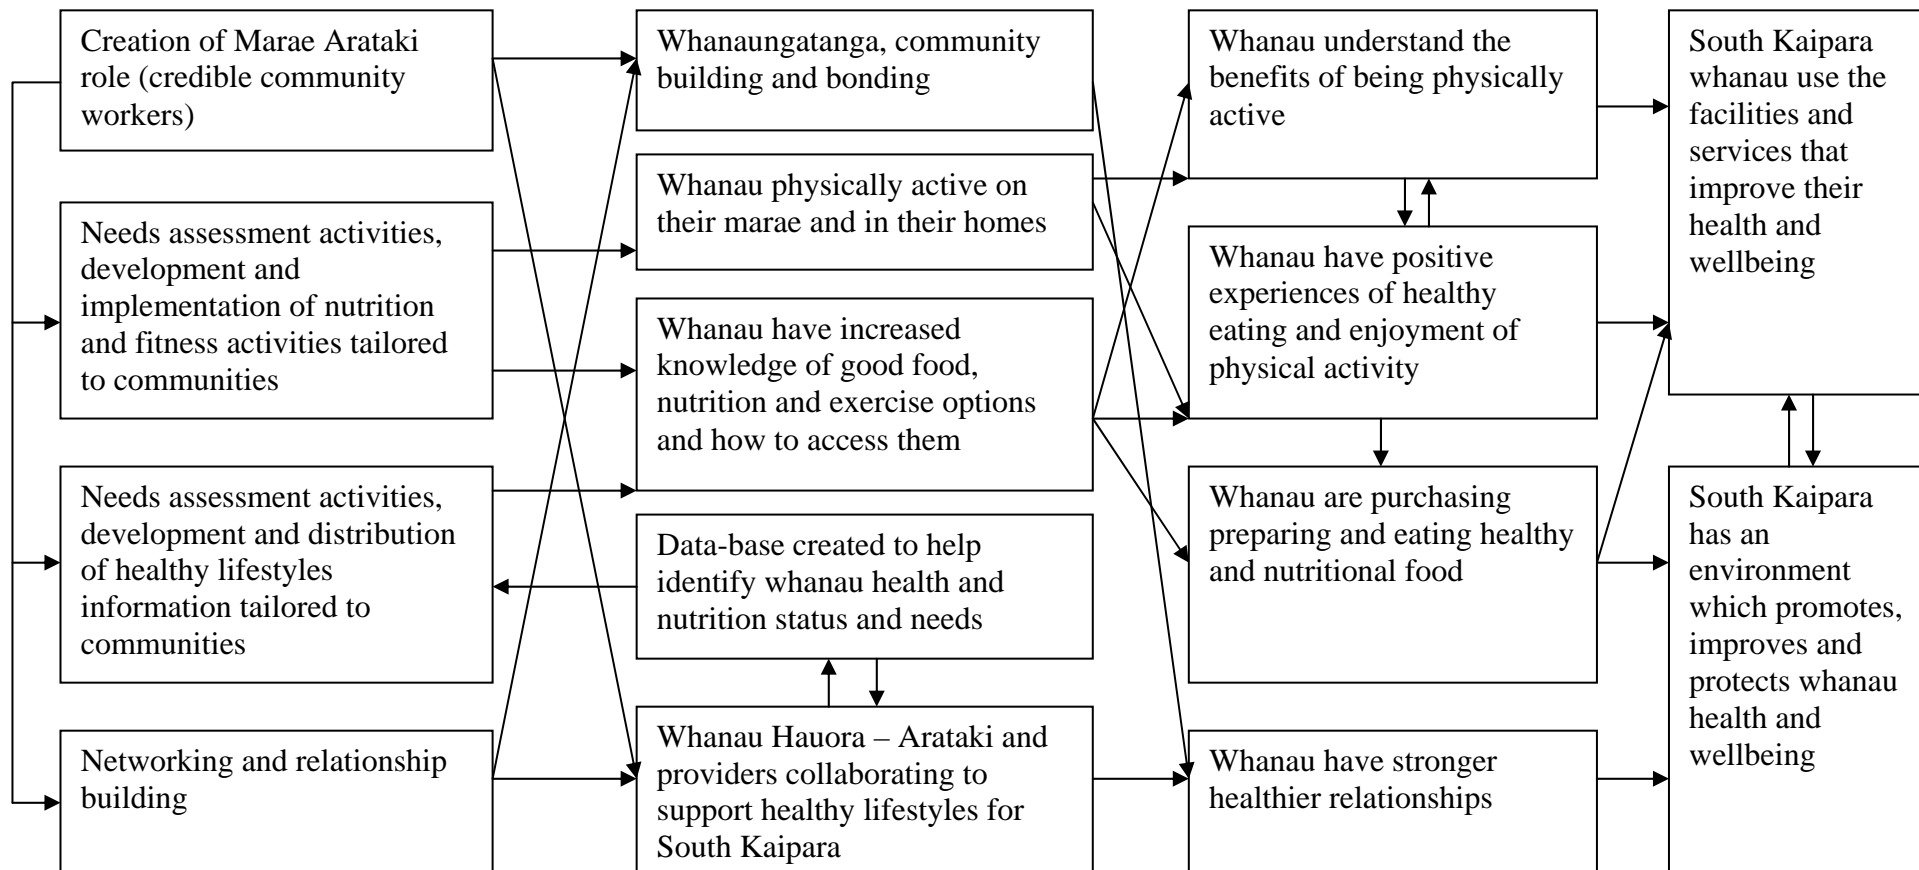 Creation of Marae Arataki
role (credible community
workers)
Needs assessment activities,
development and
implementation of nutrition
and fitness activities tailored
to communities
Needs assessment activities,
development and distribution
of healthy lifestyles
information tailored to
communities
Networking and relationship
building
Whanaungatanga, community
building and bonding
Whanau physically active on
their marae and in their homes
Whanau have increased
knowledge of good food,
nutrition and exercise options
and how to access them
Data-base created to help
identify whanau health and
nutrition status and needs
Whanau Hauora – Arataki and
providers collaborating to
support healthy lifestyles for
South Kaipara
Whanau understand the
benefits of being physically
active
Whanau have positive
experiences of healthy
eating and enjoyment of
physical activity
Whanau are purchasing
preparing and eating healthy
and nutritional food
Whanau have stronger
healthier relationships
South Kaipara
whanau use the
facilities and
services that
improve their
health and
wellbeing
South Kaipara
has an
environment
which promotes,
improves and
protects whanau
health and
wellbeing